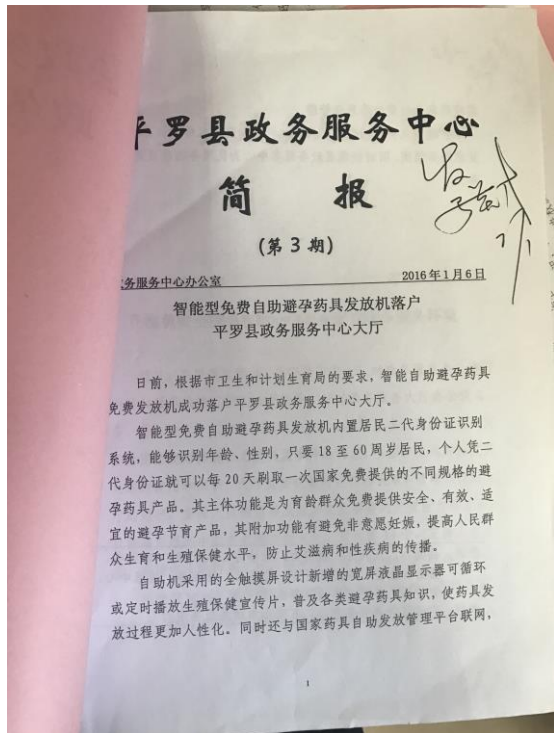 平罗县政务服务中心
简 报
(第3期)
政务服务中心办公室 2016年1月6日
智能型免费自助避孕药具发放机落户
平罗县政务服务中心大厅
日前，根据市卫生和计划生育局的要求，智能自助避孕药具
免费发放机成功落户平罗县政务服务中心大厅。
智能型免费自助避孕药具发放机内置居民二代身份证识别
系统，能够识别年龄、性别，只要 18 至 60 周岁居民，个人凭二
代身份证就可以每 20 天刷取一次国家免费提供的不同规格的避
孕药具产品。其主体功能是为育龄群众免费提供安全、有效、适
宜的避孕节育产品，其附加功能有避免非意愿妊娠，提高人民群
众生育和生殖保健水平，防止艾滋病和性疾病的传播。
自助机采用的全触摸屏设计新增的宽屏液晶显示器可循环
或定时播放生殖保健宣传片，普及各类避孕药具知识，使药具发
放过程更加人性化。同时还与国家药具自助发放管理平台联网，
1